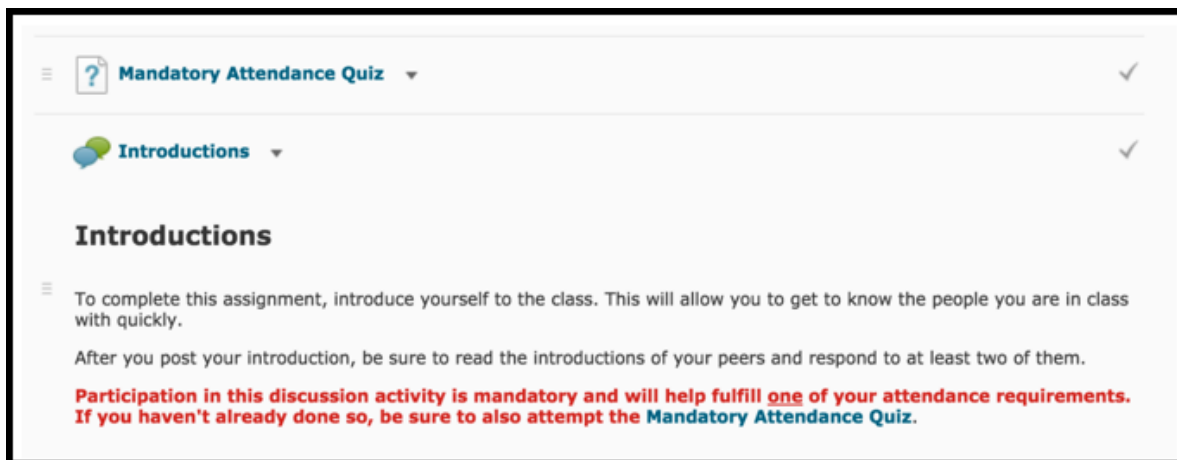 Mandatory Attendance Quiz
Introductions
Introductions
To complete this assignment, introduce yourself to the class. This will allow you to get to know the people you are in class
with quickly.
After you post your introduction, be sure to read the introductions of your peers and respond to at least two of them.
Participation in this discussion activity is mandatory and will help fulfill one of your attendance requirements.
If you haven't already done so, be sure to also attempt the Mandatory Attendance Quiz.